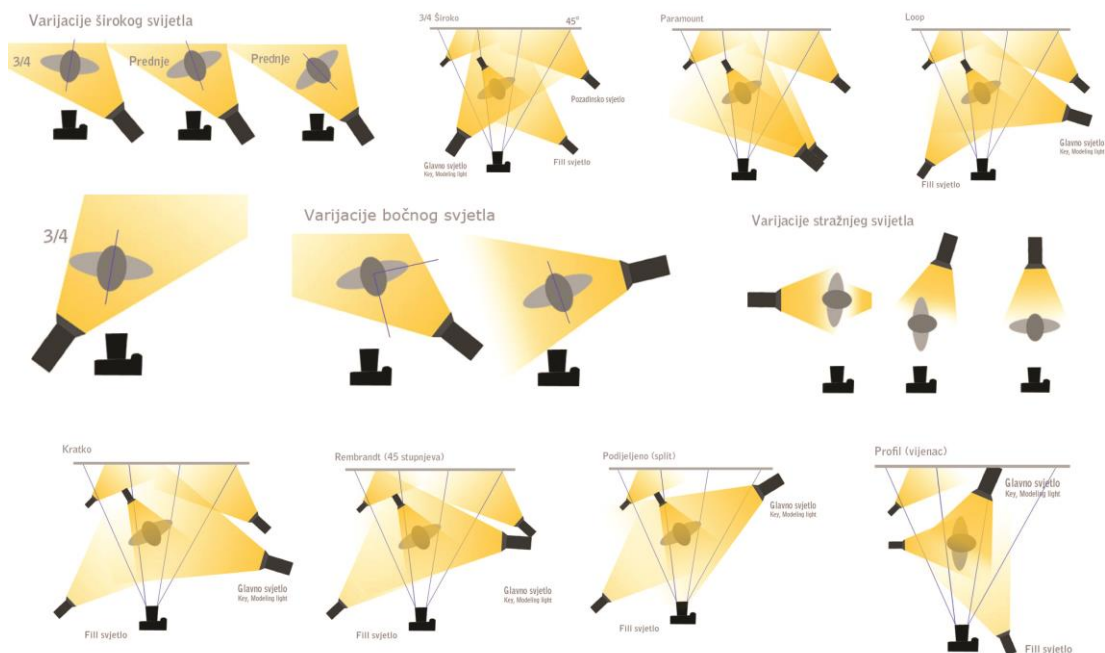 Varijacije širokog svijetla
3/4
Prednje
Prednje
3/4 Široko
45°
Pozadinsko svjedo
Glavno svjetlo
Key, Modeling light
Fill svjetlo
Paramount
Loop
Glavno svjetlo
Key, Modeling light
Fill svjetlo
3/4
Varijacije bočnog svjetla
Varijacije stražnjeg svijetla
Kratko
Glavno svjetlo
Key, Modeling light
Fill svjetlo
Rembrandt (45 stupnjeva)
Glavno svjetlo
Key, Modeling light
Fill svjetlo
Podijeljeno (split)
Glavno svjetlo
Key, Modeling light
Fill svjetlo
Profil (vijenac)
Glavno svjetlo
Key, Modeling light
Fill svjetlo